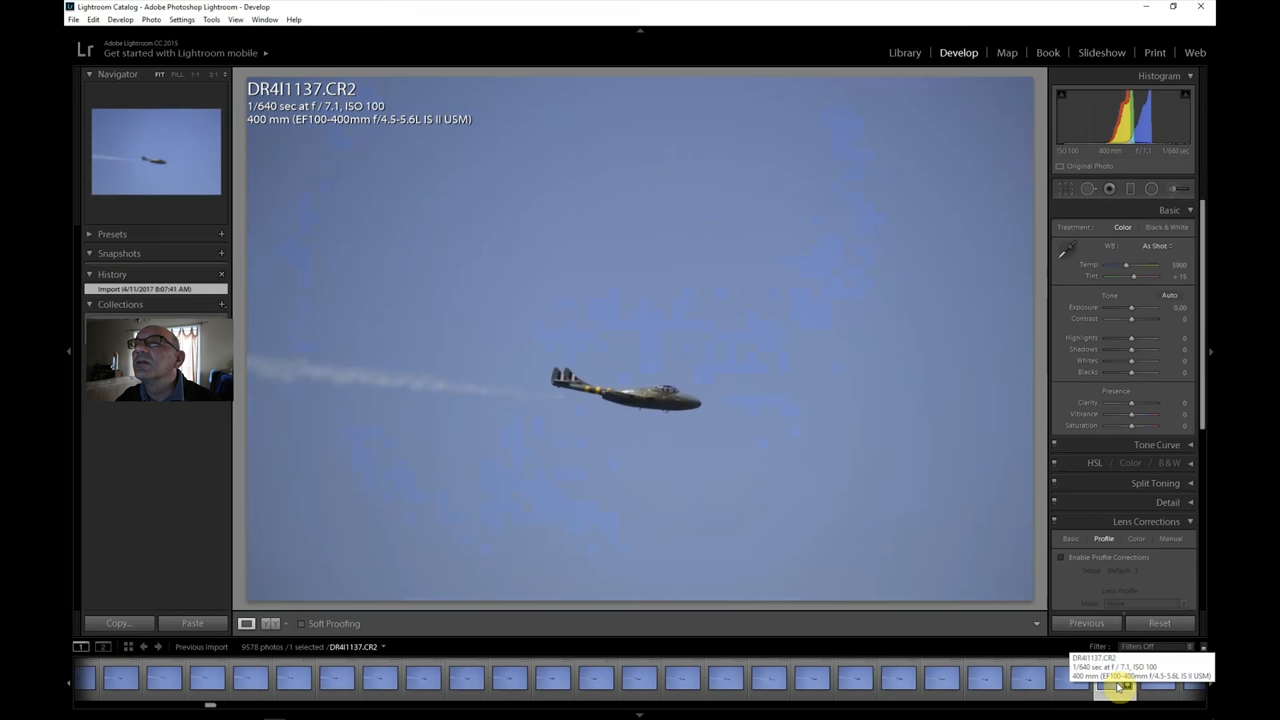 Lightroom Catalog - Adobe Photoshop Lightroom - Develop
File Edit Develop Photo Settings Tools View Window Help
Lr Adobe Lightroom CC 2015
Get started with Lightroom mobile
Library Develop Map Book Slideshow Print Web
Navigator FIT FILL 1:1 3:1
Histogram
DR4I1137.CR2
1/640 sec at f / 7.1, ISO 100
400 mm (EF100-400mm f/4.5-5.6L IS II USM)
ISO 100 400 mm f / 7.1 1/640 sec
Original Photo
Basic
Treatment : Color Black & White
WB : As Shot
Temp 5900
Tint + 15
Tone Auto
Exposure 0.00
Contrast 0
Highlights 0
Shadows 0
Whites 0
Blacks 0
Presence
Clarity 0
Vibrance 0
Saturation 0
Tone Curve
HSL / Color / B & W
Split Toning
Detail
Lens Corrections
Basic Profile Color Manual
Enable Profile Corrections
Setup Default
Lens Profile
Make None
Previous Reset
Presets
Snapshots
History
Import (4/11/2017 8:07:41 AM)
Collections
Copy... Paste
Soft Proofing
1 2 Previous Import 9578 photos / 1 selected / DR4I1137.CR2
Filter : Filters Off
DR4I1137.CR2
1/640 sec at f / 7.1, ISO 100
400 mm (EF100-400mm f/4.5-5.6L IS II USM)